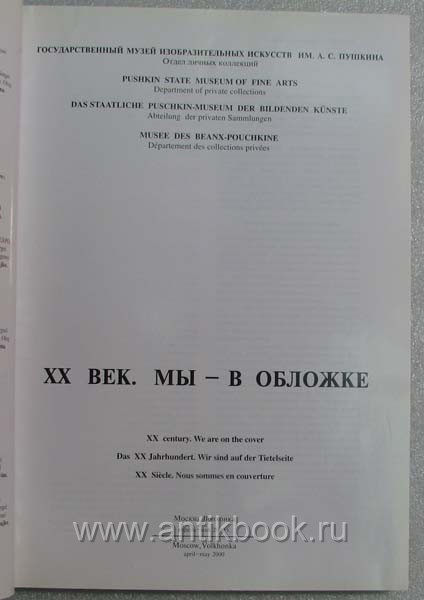 ГОСУДАРСТВЕННЫЙ МУЗЕЙ ИЗОБРАЗИТЕЛЬНЫХ ИСКУССТВ ИМ. А. С. ПУШКИНА
Отдел личных коллекций
PUSHKIN STATE MUSEUM OF FINE ARTS
Department of private collections
DAS STAATLICHE PUSCHKIN-MUSEUM DER BILDENDEN KÜNSTE
Abteilung der privaten Sammlungen
MUSEE DES BEANX-POUCHKINE
Département des collections privées
XX ВЕК. МЫ – В ОБЛОЖКЕ
XX century. We are on the cover
Das XX Jahrhundert. Wir sind auf der Tietelseite
XX Siècle. Nous sommes en couverture
Москва, Волхонка
www.antikbook.ru
Moscow, Volkhonka
april-may 2000